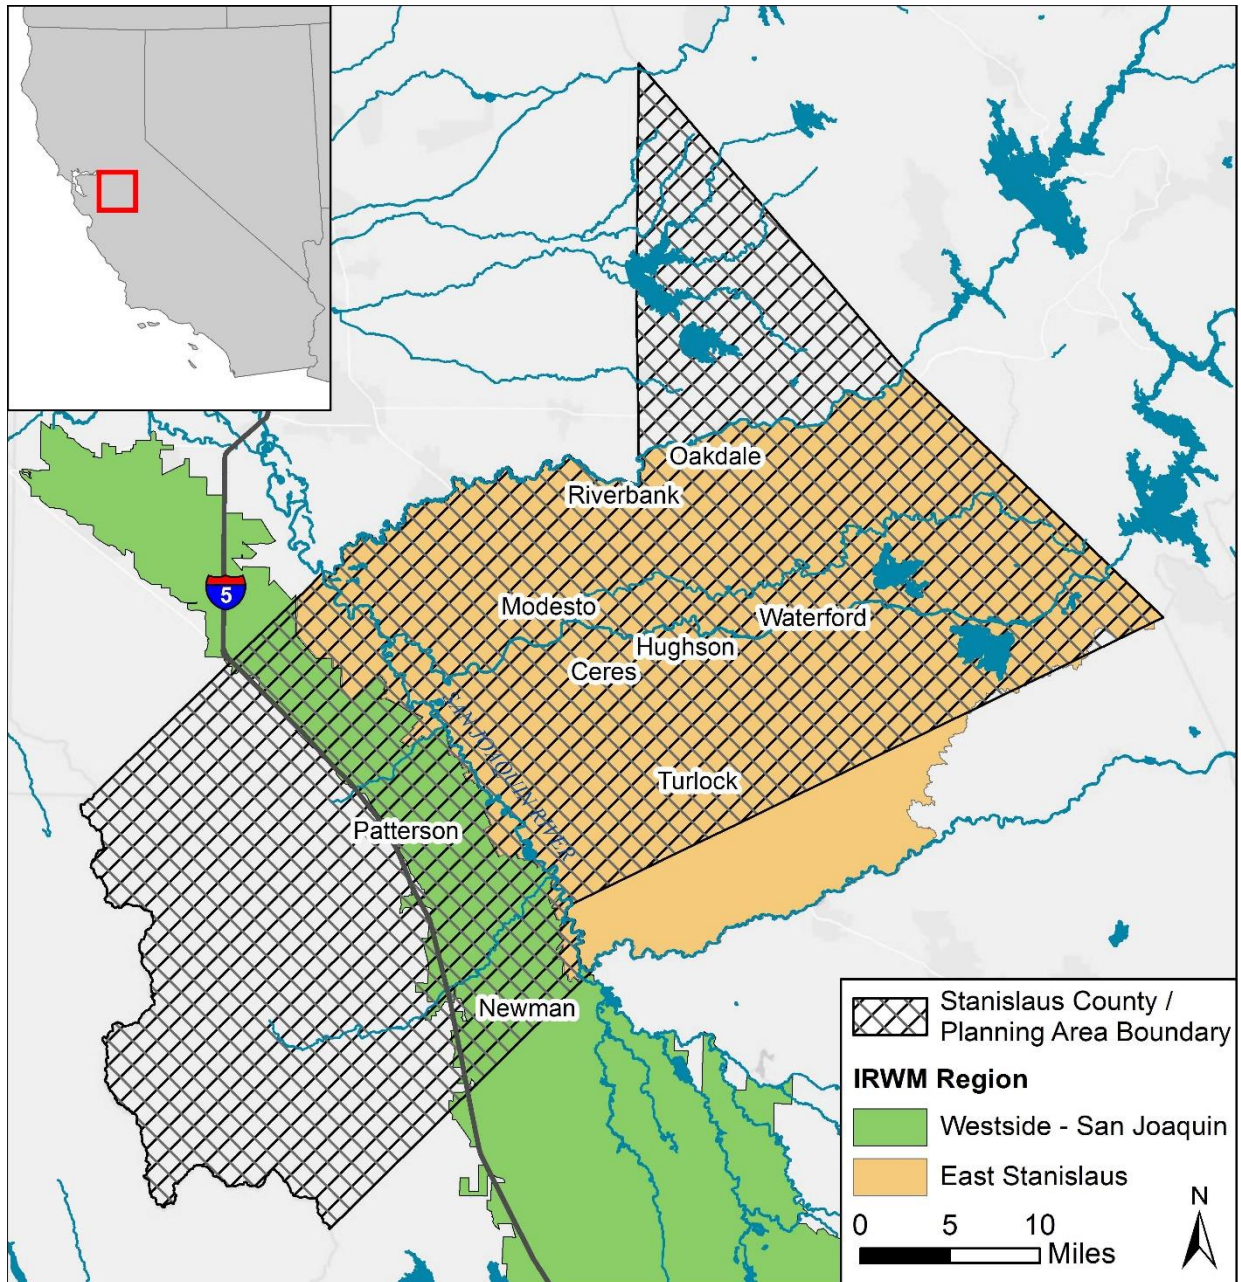 Oakdale
Riverbank
5
Modesto
Waterford
Hughson
Ceres
SAN JOAQUIN RIVER
Turlock
Patterson
Newman
Stanislaus County /
Planning Area Boundary
IRWM Region
Westside - San Joaquin
East Stanislaus
N
0 5 10
Miles